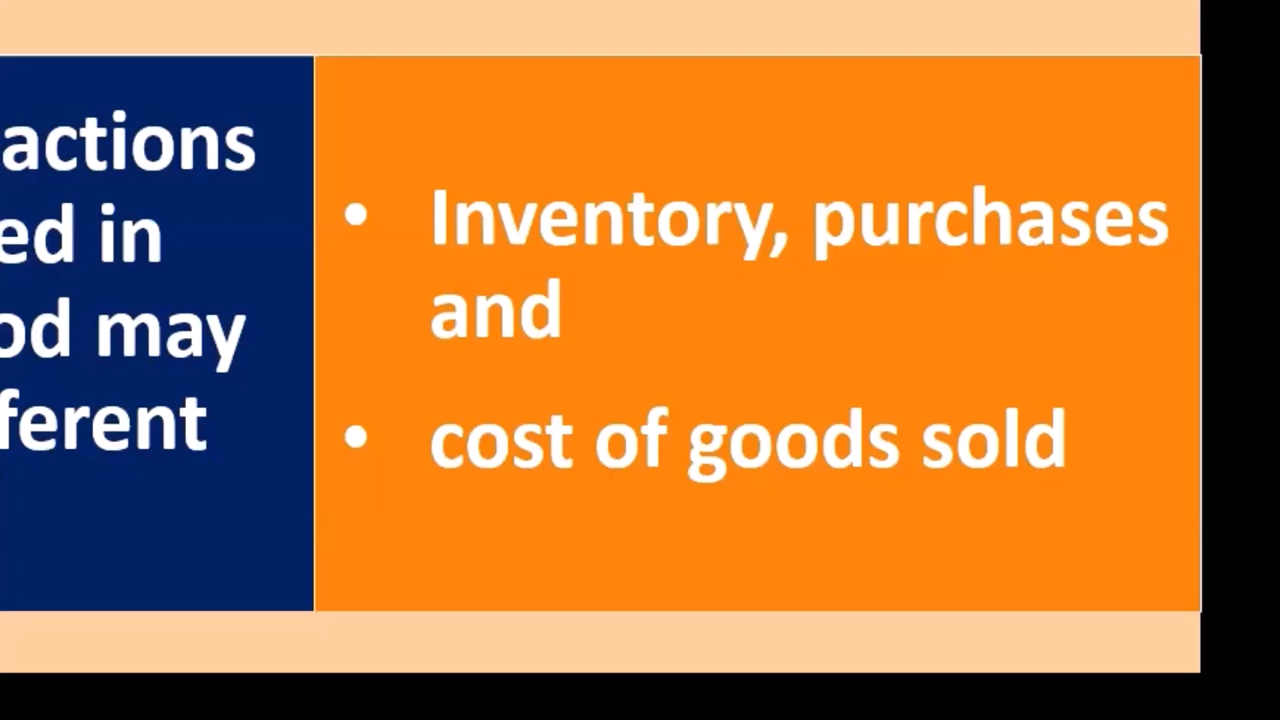 actions
ed in
od may
ferent
• Inventory, purchases
and
• cost of goods sold